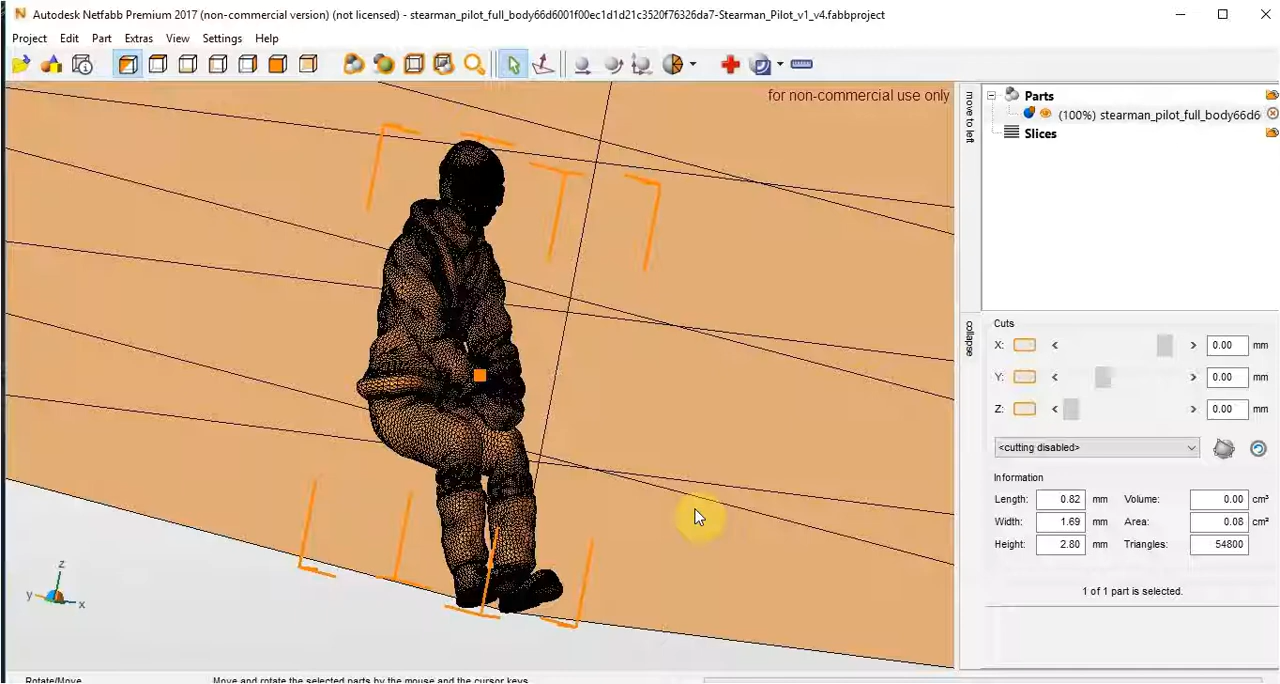 Autodesk Netfabb Premium 2017 (non-commercial version) (not licensed) - stearman_pilot_full_body66d6001f00ec1d1d21c3520f76326da7-Stearman_Pilot_v1_v4.fabbproject
Project Edit Part Extras View Settings Help
for non-commercial use only
move to left
Parts
(100%) stearman_pilot_full_body66d6
Slices
collapse
Cuts
X: < > 0.00 mm
Y: < > 0.00 mm
Z: < > 0.00 mm
<cutting disabled>
Information
Length: 0.82 mm Volume: 0.00 cm³
Width: 1.69 mm Area: 0.08 cm²
Height: 2.80 mm Triangles: 54800
1 of 1 part is selected.
z
y
x
Rotate/Move Move and rotate the selected parts by the mouse and the cursor keys